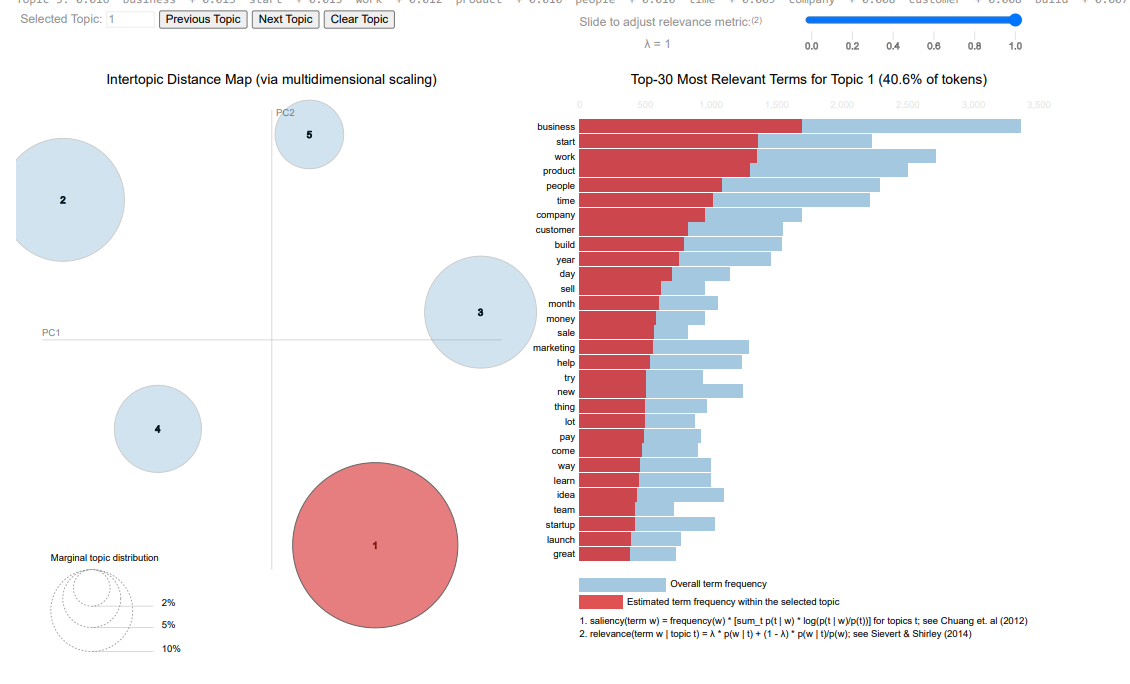 Selected Topic: 1 Previous Topic Next Topic Clear Topic
Slide to adjust relevance metric:(2)
λ = 1
0.0 0.2 0.4 0.6 0.8 1.0
Intertopic Distance Map (via multidimensional scaling)
PC2
5
2
3
PC1
4
1
Marginal topic distribution
2%
5%
10%
Top-30 Most Relevant Terms for Topic 1 (40.6% of tokens)
0 500 1,000 1,500 2,000 2,500 3,000 3,500
business
start
work
product
people
time
company
customer
build
year
day
sell
month
money
sale
marketing
help
try
new
thing
lot
pay
come
way
learn
idea
team
startup
launch
great
Overall term frequency
Estimated term frequency within the selected topic
1. saliency(term w) = frequency(w) * [sum_t p(t | w) * log(p(t | w)/p(t))] for topics t; see Chuang et. al (2012)
2. relevance(term w | topic t) = λ * p(w | t) + (1 - λ) * p(w | t)/p(w); see Sievert & Shirley (2014)